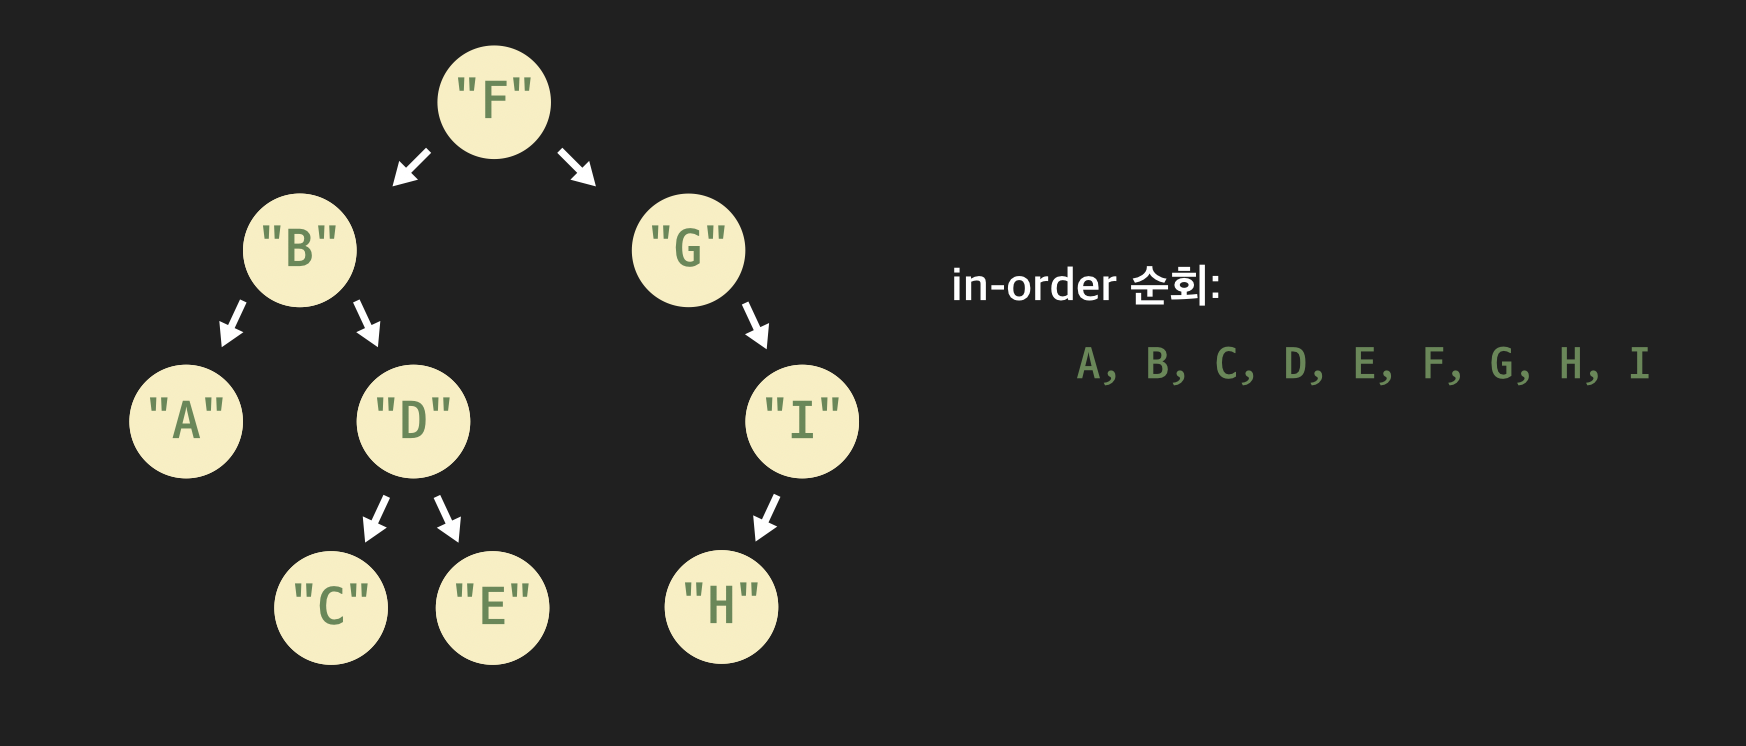 "F"
"B" "G"
in-order 순회:
A, B, C, D, E, F, G, H, I
"A" "D" "I"
"C" "E" "H"